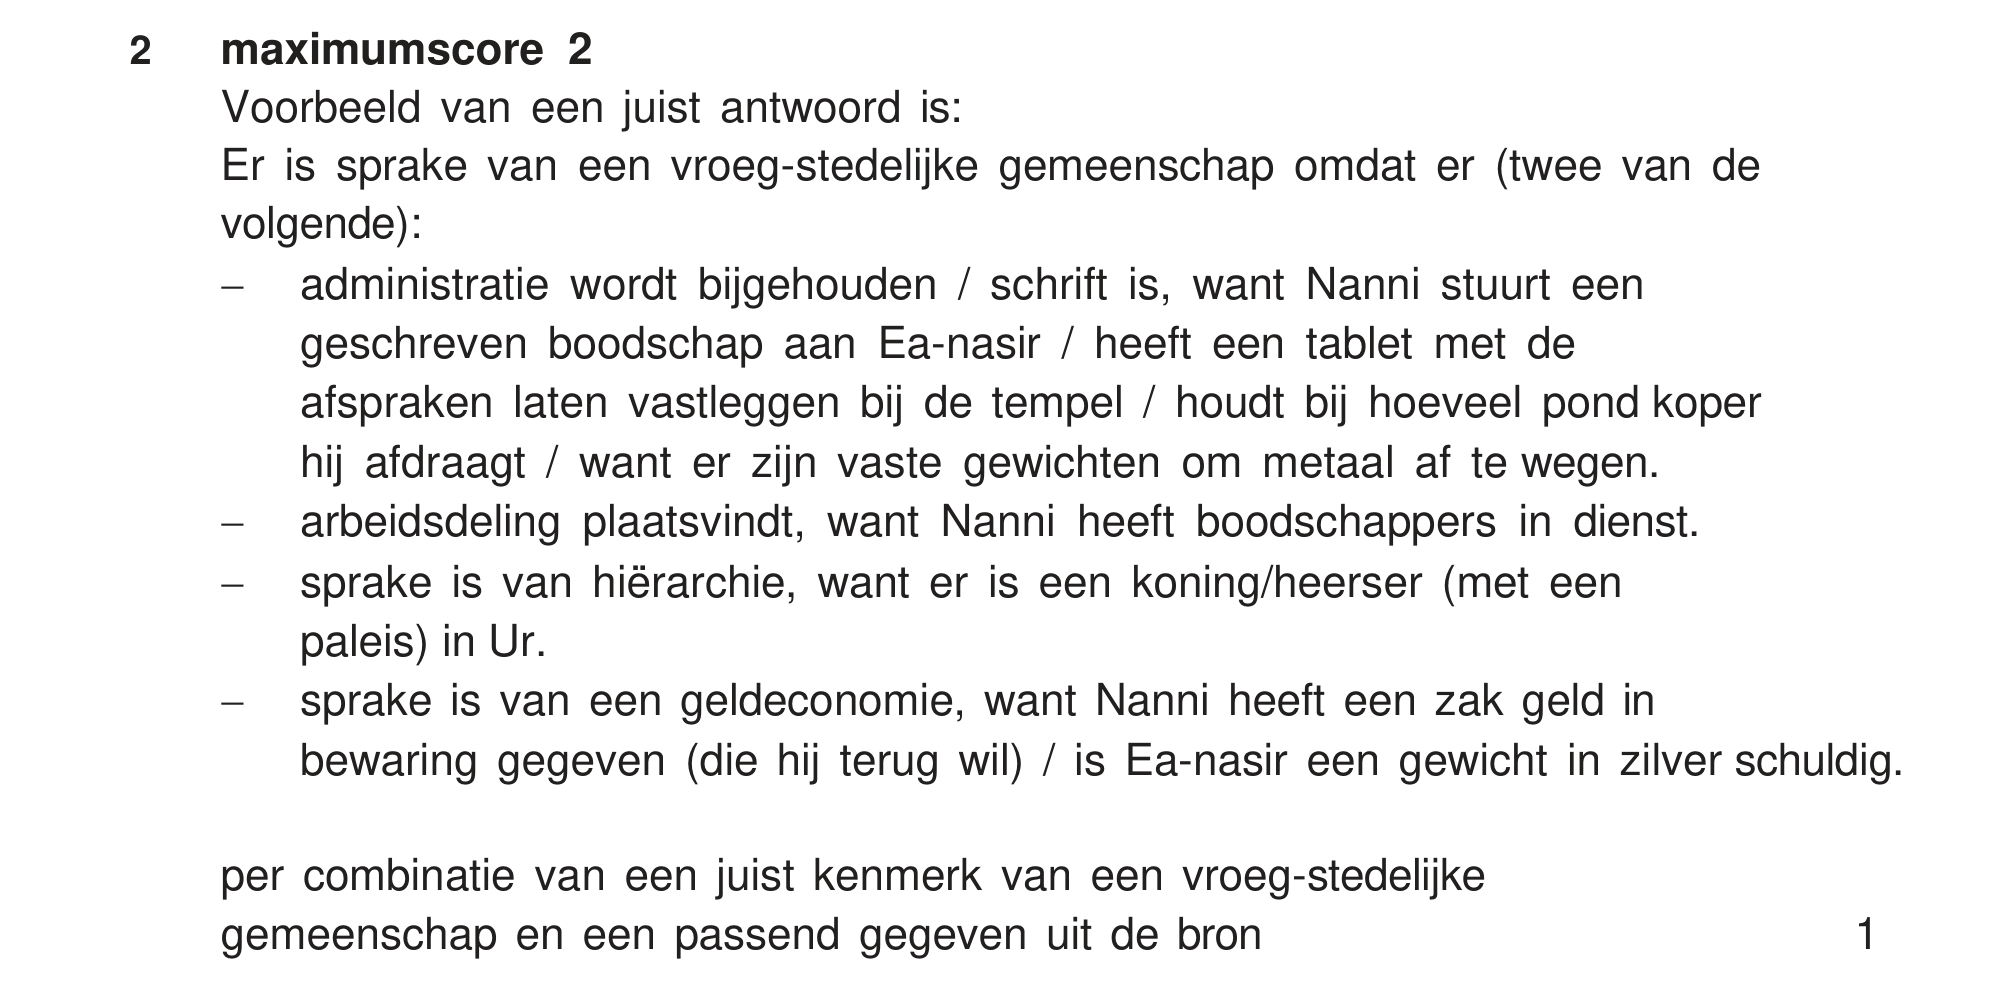 2 maximumscore 2
Voorbeeld van een juist antwoord is:
Er is sprake van een vroeg-stedelijke gemeenschap omdat er (twee van de
volgende):
− administratie wordt bijgehouden / schrift is, want Nanni stuurt een
geschreven boodschap aan Ea-nasir / heeft een tablet met de
afspraken laten vastleggen bij de tempel / houdt bij hoeveel pond koper
hij afdraagt / want er zijn vaste gewichten om metaal af te wegen.
− arbeidsdeling plaatsvindt, want Nanni heeft boodschappers in dienst.
− sprake is van hiërarchie, want er is een koning/heerser (met een
paleis) in Ur.
− sprake is van een geldeconomie, want Nanni heeft een zak geld in
bewaring gegeven (die hij terug wil) / is Ea-nasir een gewicht in zilver schuldig.
per combinatie van een juist kenmerk van een vroeg-stedelijke
gemeenschap en een passend gegeven uit de bron 1